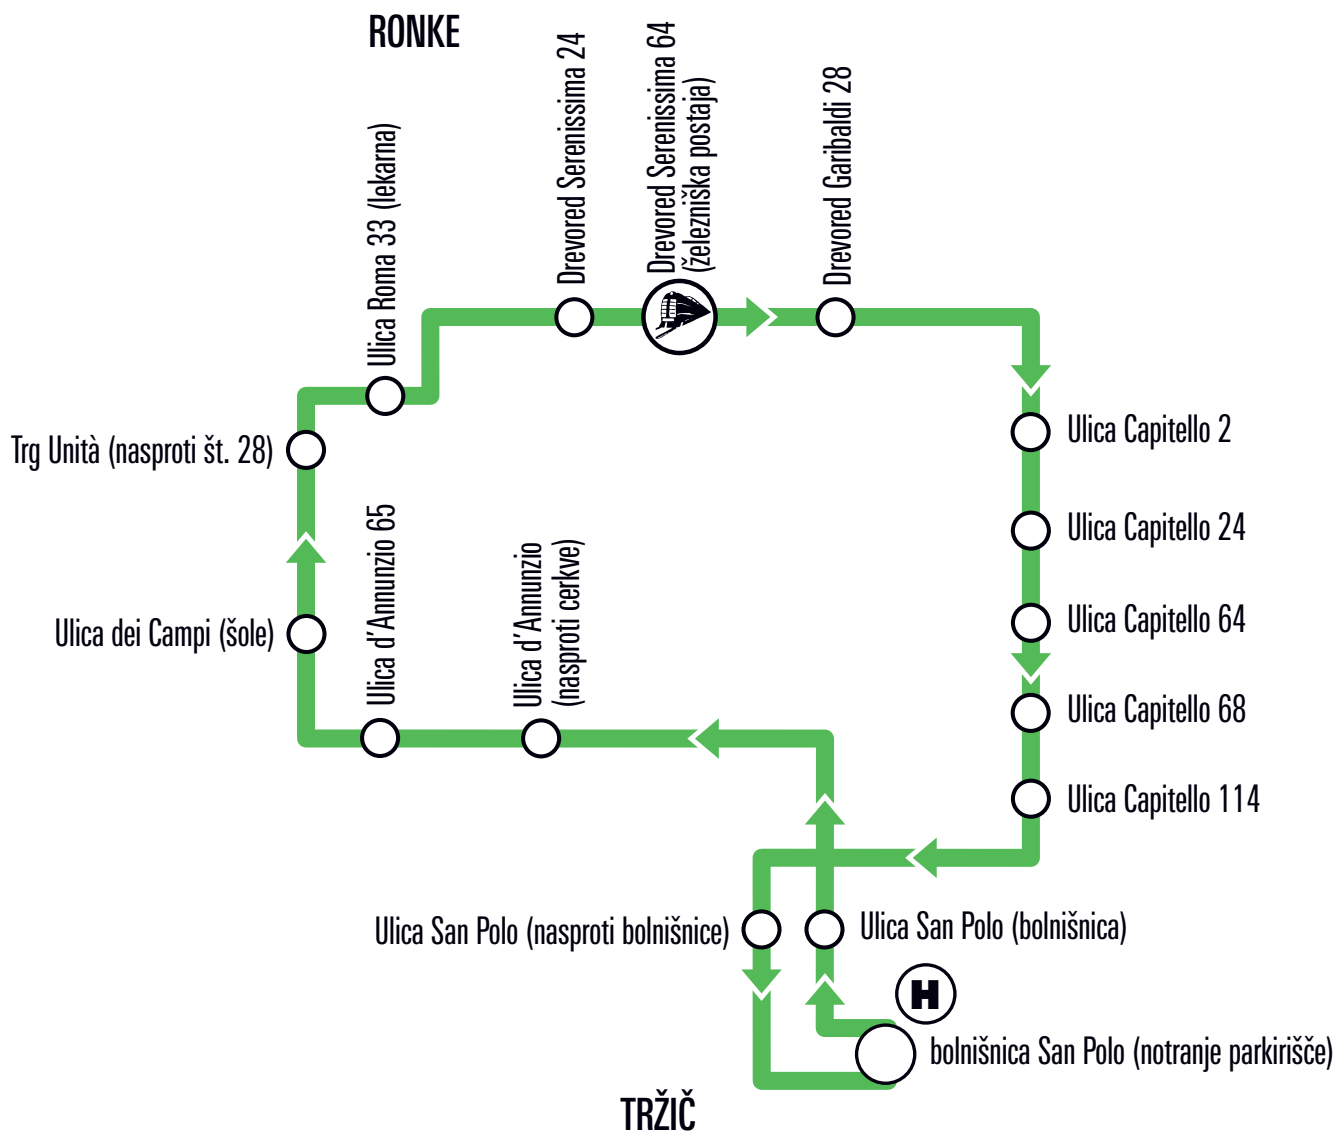 RONKE
Drevored Serenissima 24
Drevored Serenissima 64
(železniška postaja)
Drevored Garibaldi 28
Ulica Roma 33 (lekarna)
Trg Unità (nasproti št. 28)
Ulica Capitello 2
Ulica Capitello 24
Ulica d´Annunzio 65
Ulica d´Annunzio
(nasproti cerkve)
Ulica dei Campi (šole)
Ulica Capitello 64
Ulica Capitello 68
Ulica Capitello 114
Ulica San Polo (nasproti bolnišnice)
Ulica San Polo (bolnišnica)
H
bolnišnica San Polo (notranje parkirišče)
TRŽIČ